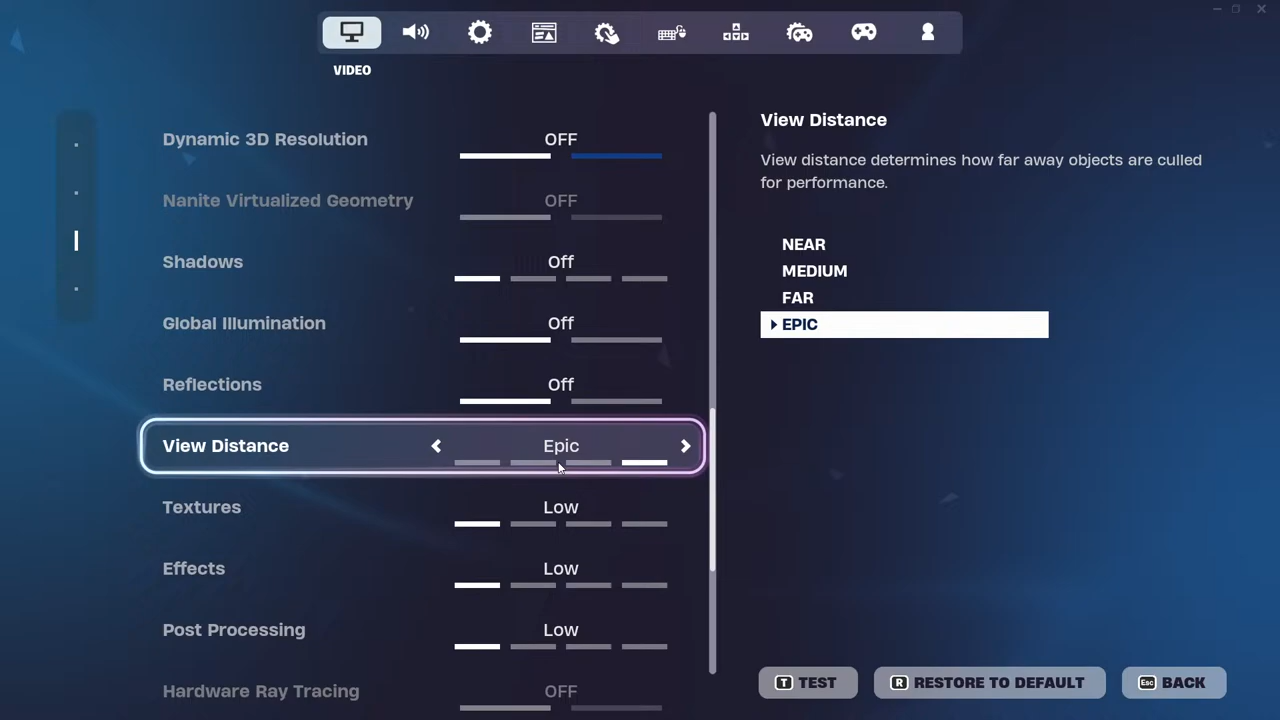 VIDEO
Dynamic 3D Resolution OFF
Nanite Virtualized Geometry OFF
Shadows Off
Global Illumination Off
Reflections Off
View Distance Epic
Textures Low
Effects Low
Post Processing Low
Hardware Ray Tracing OFF
View Distance
View distance determines how far away objects are culled
for performance.
NEAR
MEDIUM
FAR
EPIC
T TEST
R RESTORE TO DEFAULT
Esc BACK